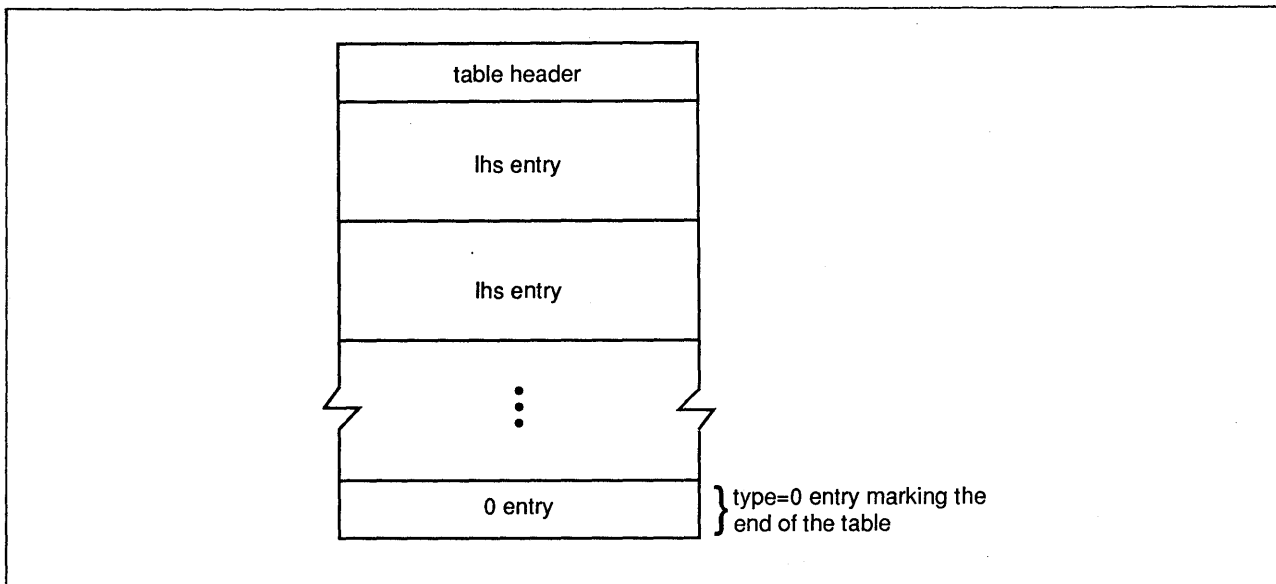 table header
lhs entry
lhs entry
0 entry
type=0 entry marking the
end of the table